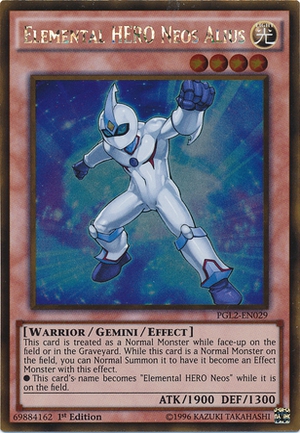 Elemental HERO Neos Alius
光
PGL2-EN029
[WARRIOR / GEMINI / EFFECT]
This card is treated as a Normal Monster while face-up on the
field or in the Graveyard. While this card is a Normal Monster on
the field, you can Normal Summon it to have it become an Effect
Monster with this effect.
●This card's name becomes "Elemental HERO Neos" while it is
on the field.
ATK/1900 DEF/1300
69884162 1st Edition ©1996 KAZUKI TAKAHASHI